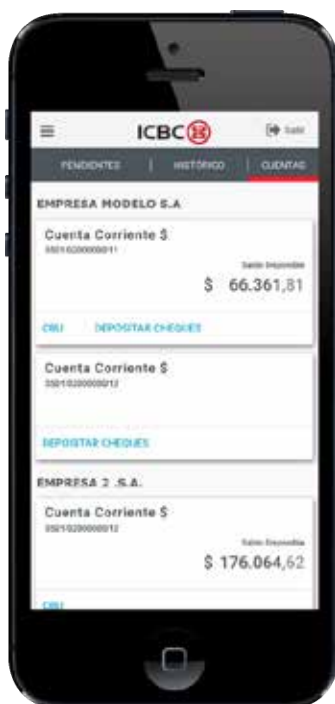 ICBC Salir
PENDIENTES | HISTÓRICO | CUENTAS
EMPRESA MODELO S.A
Cuenta Corriente $
Saldo Disponible
$ 66.361,81
CBU DEPOSITAR CHEQUES
Cuenta Corriente $
DEPOSITAR CHEQUES
EMPRESA 2 .S.A.
Cuenta Corriente $
Saldo Disponible
$ 176.064,62
CBU